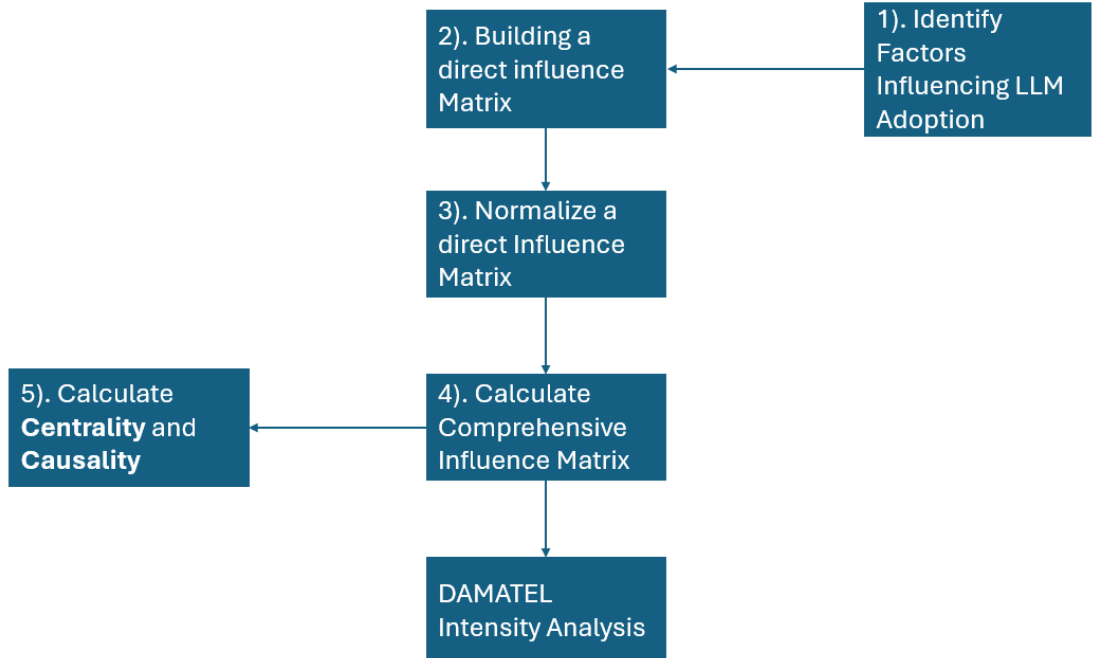 1). Identify
Factors
Influencing LLM
Adoption
2). Building a
direct influence
Matrix
3). Normalize a
direct Influence
Matrix
4). Calculate
Comprehensive
Influence Matrix
5). Calculate
Centrality and
Causality
DAMATEL
Intensity Analysis